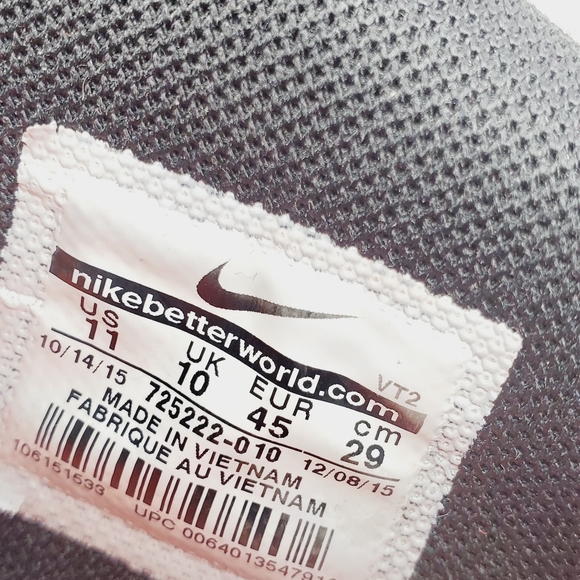 nikebetterworld.com
VT2
US UK EUR cm
11 10 45 29
10/14/15 725222-010 12/08/15
MADE IN VIETNAM
FABRIQUE AU VIETNAM
106151533